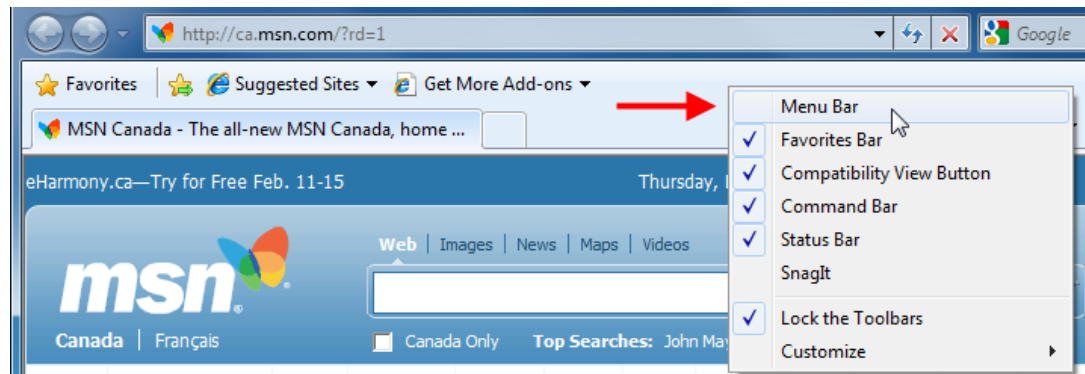 http://ca.msn.com/?rd=1 Google
Favorites Suggested Sites Get More Add-ons
MSN Canada - The all-new MSN Canada, home ...
Menu Bar
Favorites Bar
Compatibility View Button
Command Bar
Status Bar
SnagIt
Lock the Toolbars
Customize
eHarmony.ca—Try for Free Feb. 11-15 Thursday,
Web | Images | News | Maps | Videos
msn
Canada | Français
Canada Only Top Searches: John